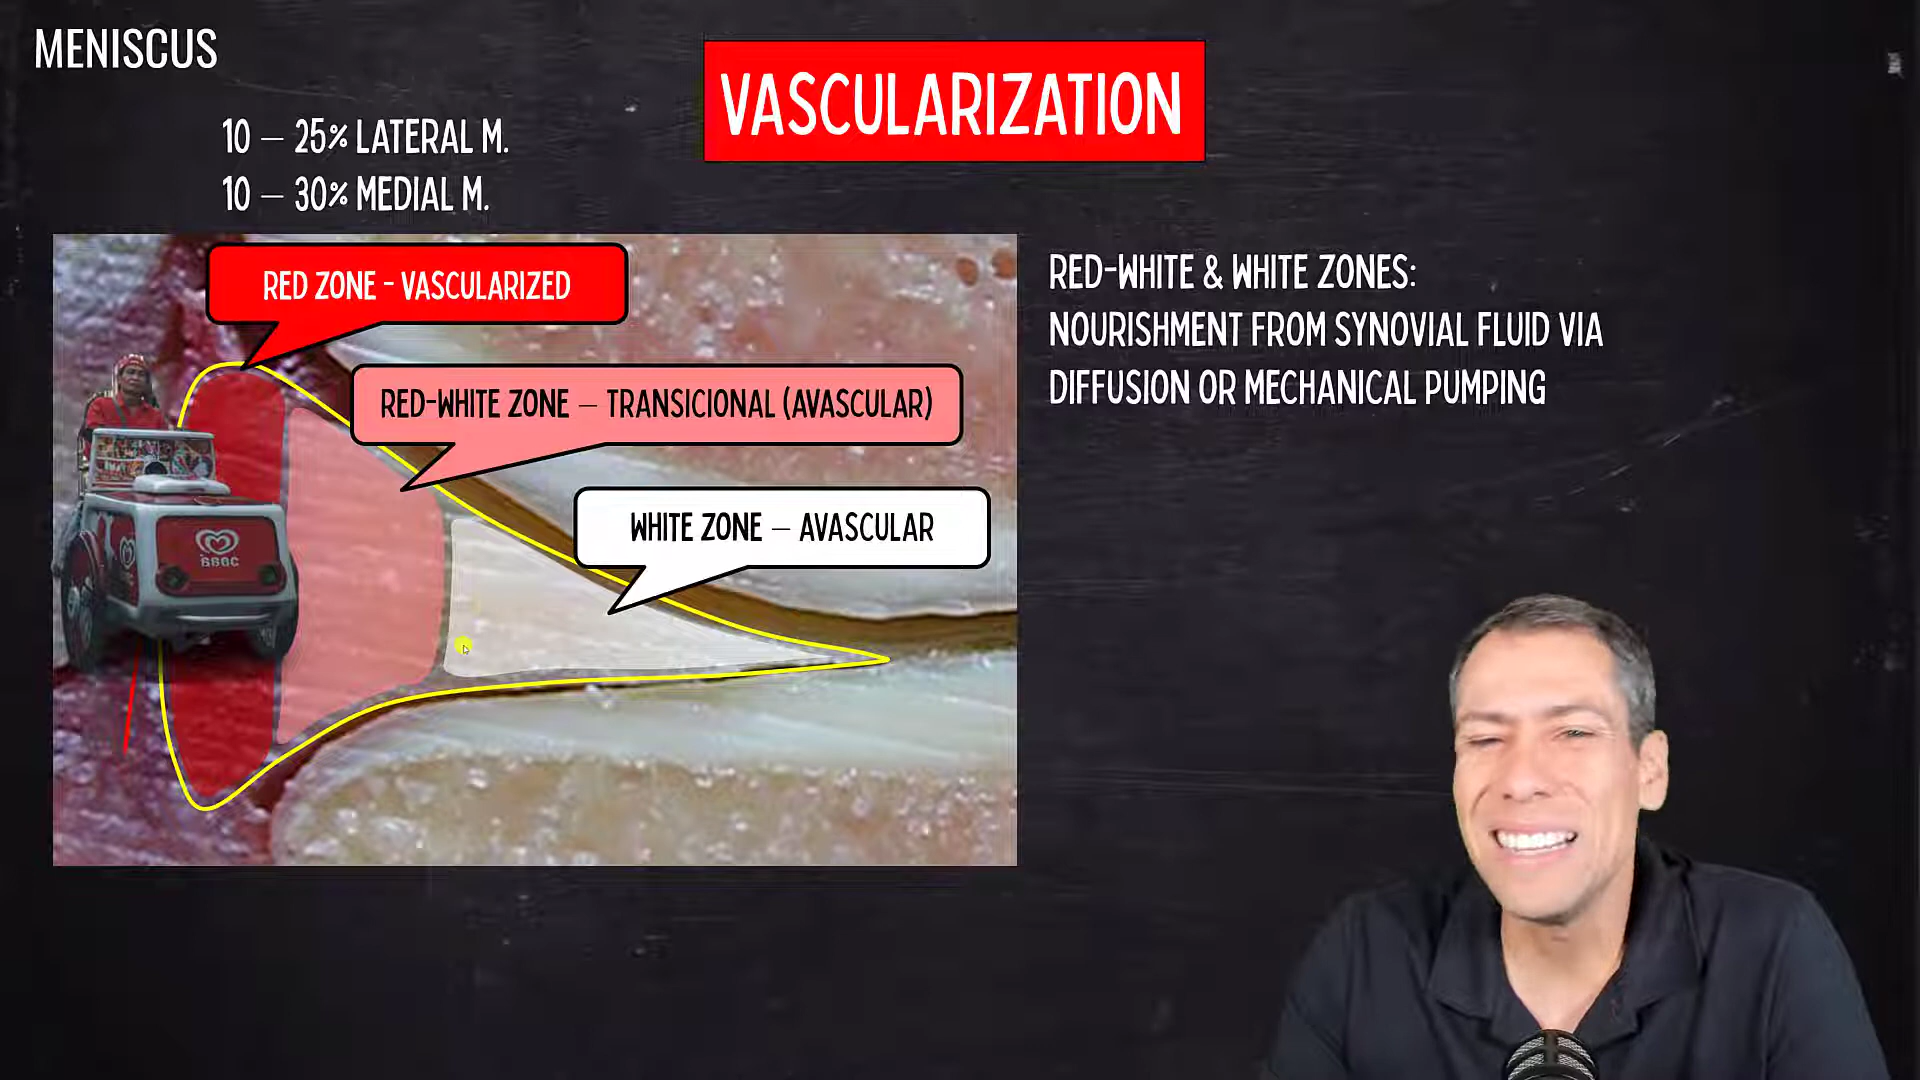 MENISCUS
VASCULARIZATION
10 – 25% LATERAL M.
10 – 30% MEDIAL M.
RED ZONE - VASCULARIZED
RED-WHITE ZONE – TRANSICIONAL (AVASCULAR)
WHITE ZONE – AVASCULAR
RED-WHITE & WHITE ZONES:
NOURISHMENT FROM SYNOVIAL FLUID VIA
DIFFUSION OR MECHANICAL PUMPING